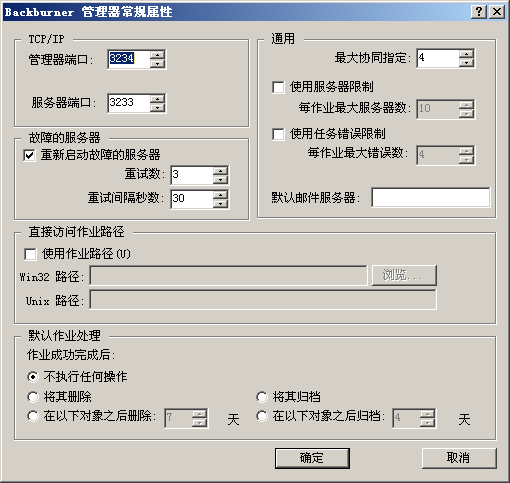 Backburner 管理器常规属性
TCP/IP
管理器端口: 3234
服务器端口: 3233
故障的服务器
重新启动故障的服务器
重试数: 3
重试间隔秒数: 30
通用
最大协同指定: 4
使用服务器限制
每作业最大服务器数: 10
使用任务错误限制
每作业最大错误数: 4
默认邮件服务器:
直接访问作业路径
使用作业路径(U)
Win32 路径: 浏览...
Unix 路径:
默认作业处理
作业成功完成后:
不执行任何操作
将其删除 将其归档
在以下对象之后删除: 7 天 在以下对象之后归档: 4 天
确定 取消